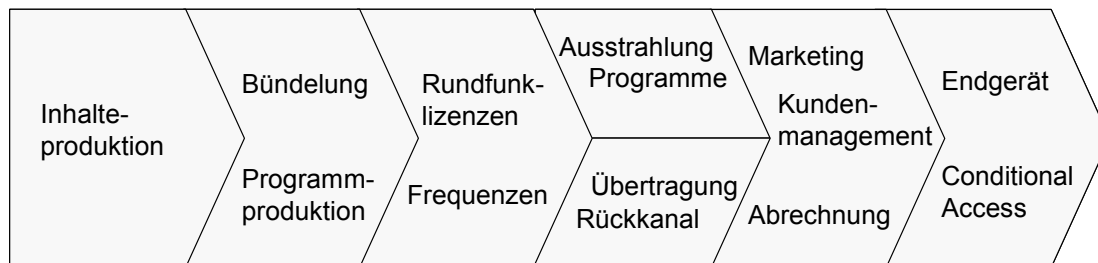 Inhalte-
produktion
Bündelung
Programm-
produktion
Rundfunk-
lizenzen
Frequenzen
Ausstrahlung
Programme
Übertragung
Rückkanal
Marketing
Kunden-
management
Abrechnung
Endgerät
Conditional
Access